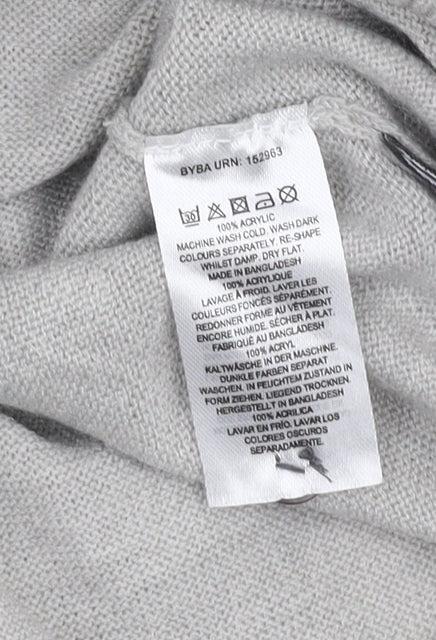 BYBA URN: 152963
30
100% ACRYLIC
MACHINE WASH COLD. WASH DARK
COLOURS SEPARATELY. RE-SHAPE
WHILST DAMP. DRY FLAT.
MADE IN BANGLADESH
100% ACRYLIQUE
LAVAGE À FROID. LAVER LES
COULEURS FONCÉS SÉPARÉMENT.
REDONNER FORME AU VÊTEMENT
ENCORE HUMIDE. SÉCHER À PLAT.
FABRIQUÉ AU BANGLADESH
100% ACRYL
KALTWÄSCHE IN DER MASCHINE.
DUNKLE FARBEN SEPARAT
WASCHEN. IN FEUCHTEM ZUSTAND IN
FORM ZIEHEN. LIEGEND TROCKNEN.
HERGESTELLT IN BANGLADESH
100% ACRILICA
LAVAR EN FRÍO. LAVAR LOS
COLORES OSCUROS
SEPARADAMENTE.